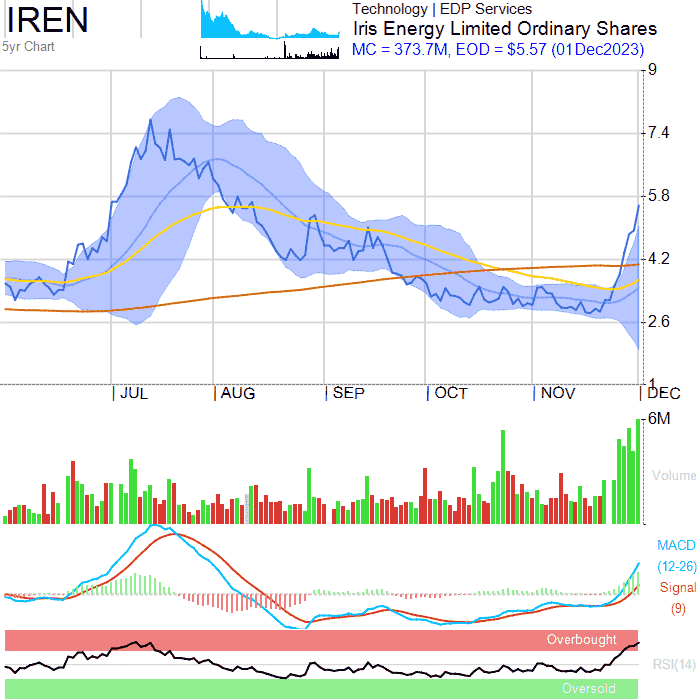 IREN
5yr Chart
Technology | EDP Services
Iris Energy Limited Ordinary Shares
MC = 373.7M, EOD = $5.57 (01Dec2023)
9
7.4
5.8
4.2
2.6
1
JUL AUG SEP OCT NOV DEC
6M
Volume
MACD
(12-26)
Signal
(9)
Overbought
RSI(14)
Oversold